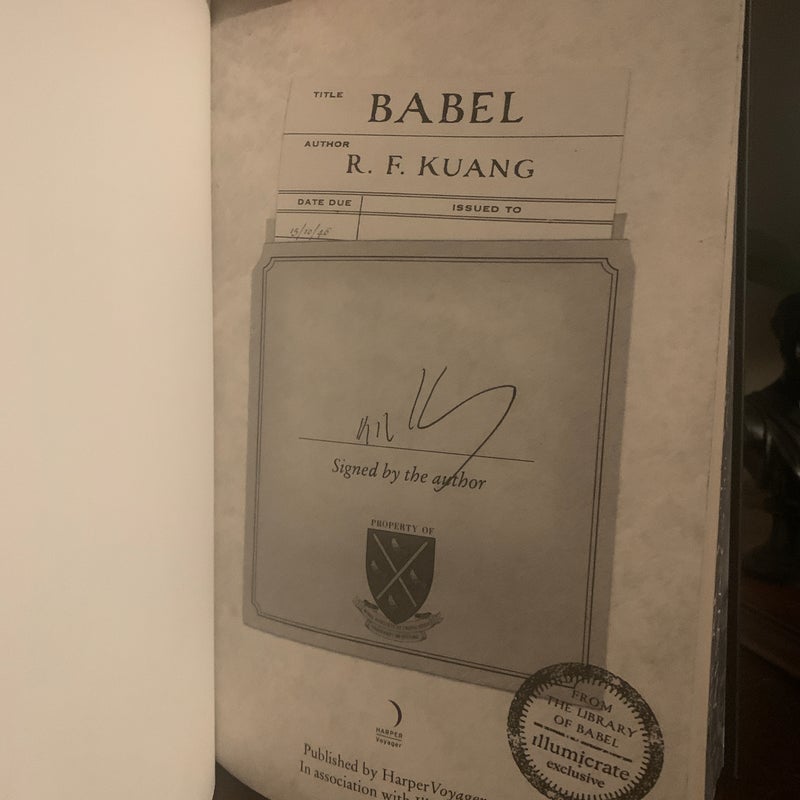 TITLE BABEL
AUTHOR
R. F. KUANG
DATE DUE ISSUED TO
Signed by the author
PROPERTY OF
HARPER
Voyager
FROM
THE LIBRARY
OF BABEL
illumicrate
exclusive
Published by HarperVoyager
In association with